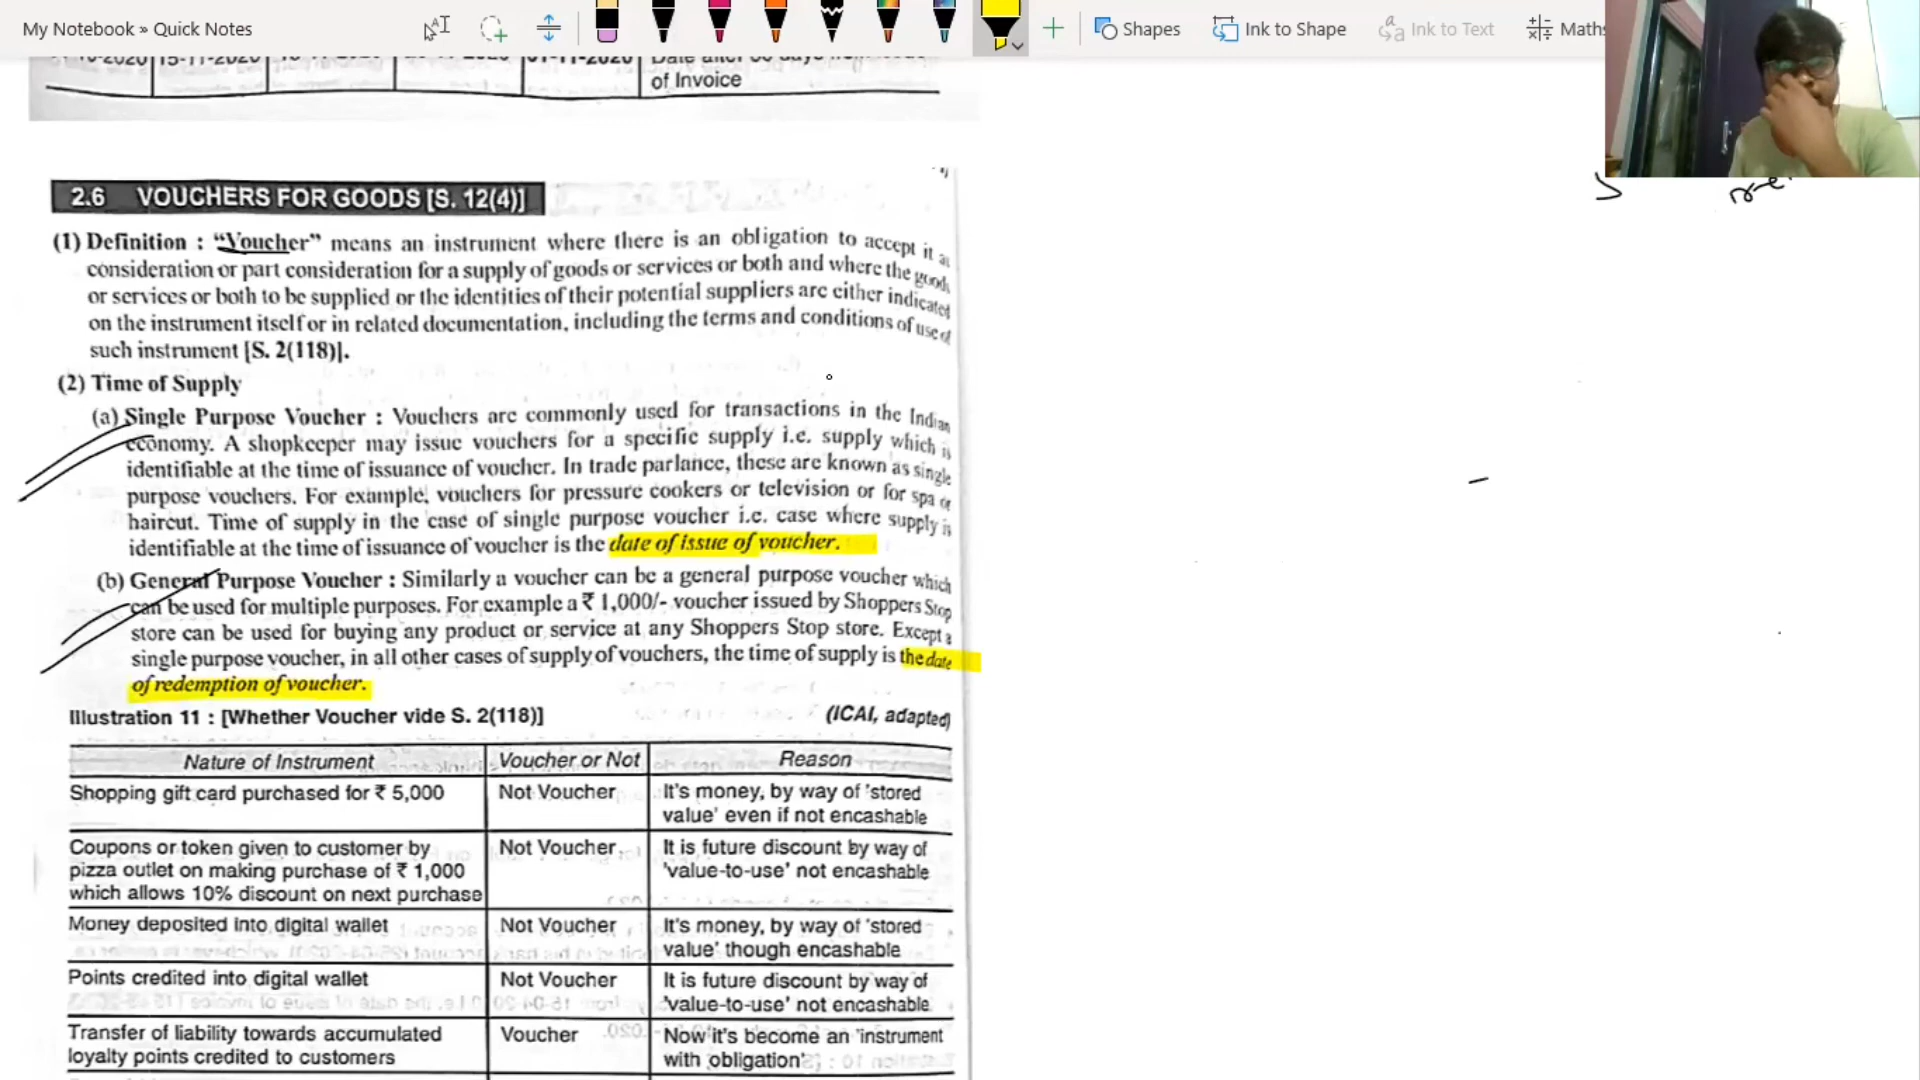 My Notebook » Quick Notes
Shapes
Ink to Shape
Ink to Text
Maths
of Invoice
2.6 VOUCHERS FOR GOODS [S. 12(4)]
(1) Definition : “Voucher” means an instrument where there is an obligation to accept it as
consideration or part consideration for a supply of goods or services or both and where the goods
or services or both to be supplied or the identities of their potential suppliers are either indicated
on the instrument itself or in related documentation, including the terms and conditions of use of
such instrument [S. 2(118)].
(2) Time of Supply
(a) Single Purpose Voucher : Vouchers are commonly used for transactions in the Indian
economy. A shopkeeper may issue vouchers for a specific supply i.e. supply which is
identifiable at the time of issuance of voucher. In trade parlance, these are known as single
purpose vouchers. For example, vouchers for pressure cookers or television or for spa or
haircut. Time of supply in the case of single purpose voucher i.e. case where supply is
identifiable at the time of issuance of voucher is the date of issue of voucher.
(b) General Purpose Voucher : Similarly a voucher can be a general purpose voucher which
can be used for multiple purposes. For example a ₹ 1,000/- voucher issued by Shoppers Stop
store can be used for buying any product or service at any Shoppers Stop store. Except a
single purpose voucher, in all other cases of supply of vouchers, the time of supply is the date
of redemption of voucher.
Illustration 11 : [Whether Voucher vide S. 2(118)] (ICAI, adapted)
Nature of Instrument Voucher or Not Reason
Shopping gift card purchased for ₹ 5,000 Not Voucher It's money, by way of 'stored
value' even if not encashable
Coupons or token given to customer by Not Voucher It is future discount by way of
pizza outlet on making purchase of ₹ 1,000 'value-to-use' not encashable
which allows 10% discount on next purchase
Money deposited into digital wallet Not Voucher It's money, by way of 'stored
value' though encashable
Points credited into digital wallet Not Voucher It is future discount by way of
'value-to-use' not encashable
Transfer of liability towards accumulated Voucher Now it's become an 'instrument
loyalty points credited to customers with obligation'